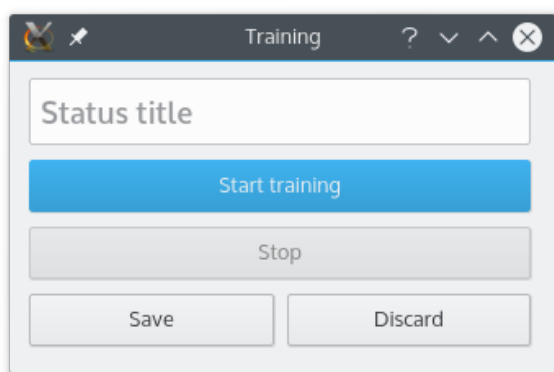 Training
Status title
Start training
Stop
Save
Discard